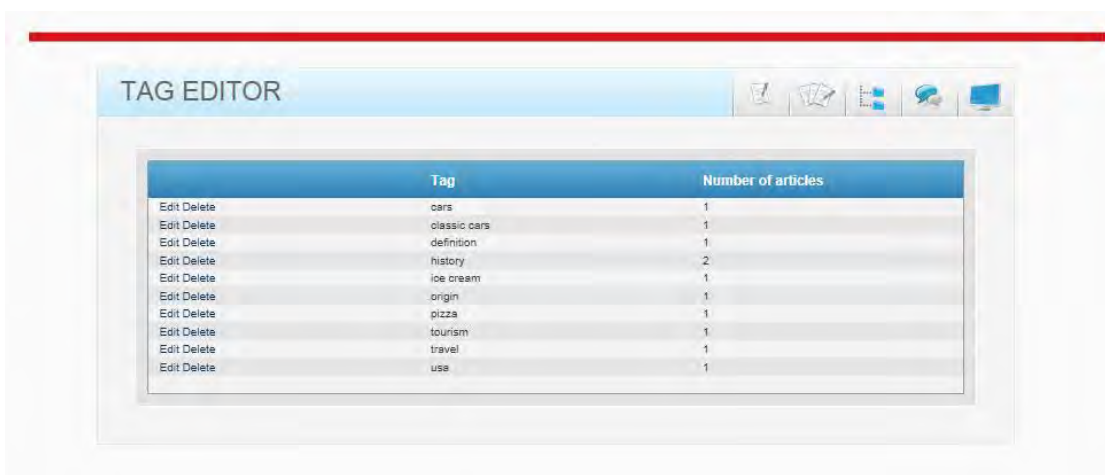 TAG EDITOR
Tag Number of articles
Edit Delete cars 1
Edit Delete classic cars 1
Edit Delete definition 1
Edit Delete history 2
Edit Delete ice cream 1
Edit Delete origin 1
Edit Delete pizza 1
Edit Delete tourism 1
Edit Delete travel 1
Edit Delete usa 1